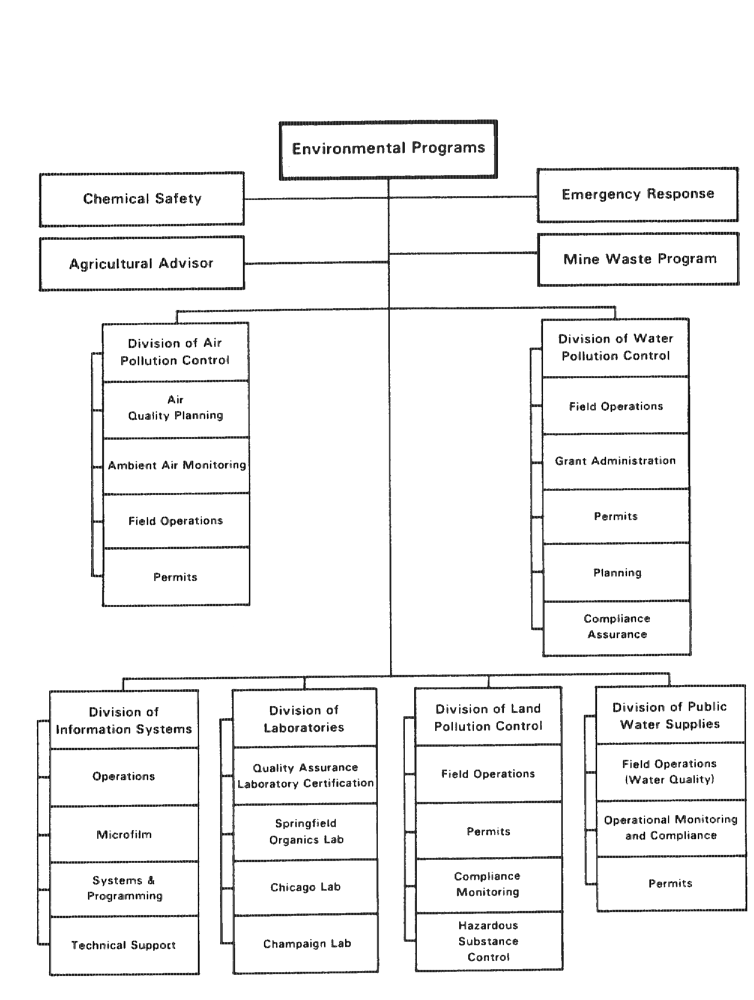 Environmental Programs
Chemical Safety
Emergency Response
Agricultural Advisor
Mine Waste Program
Division of Air
Pollution Control
Air
Quality Planning
Ambient Air Monitoring
Field Operations
Permits
Division of Water
Pollution Control
Field Operations
Grant Administration
Permits
Planning
Compliance
Assurance
Division of
Information Systems
Operations
Microfilm
Systems &
Programming
Technical Support
Division of
Laboratories
Quality Assurance
Laboratory Certification
Springfield
Organics Lab
Chicago Lab
Champaign Lab
Division of Land
Pollution Control
Field Operations
Permits
Compliance
Monitoring
Hazardous
Substance
Control
Division of Public
Water Supplies
Field Operations
(Water Quality)
Operational Monitoring
and Compliance
Permits